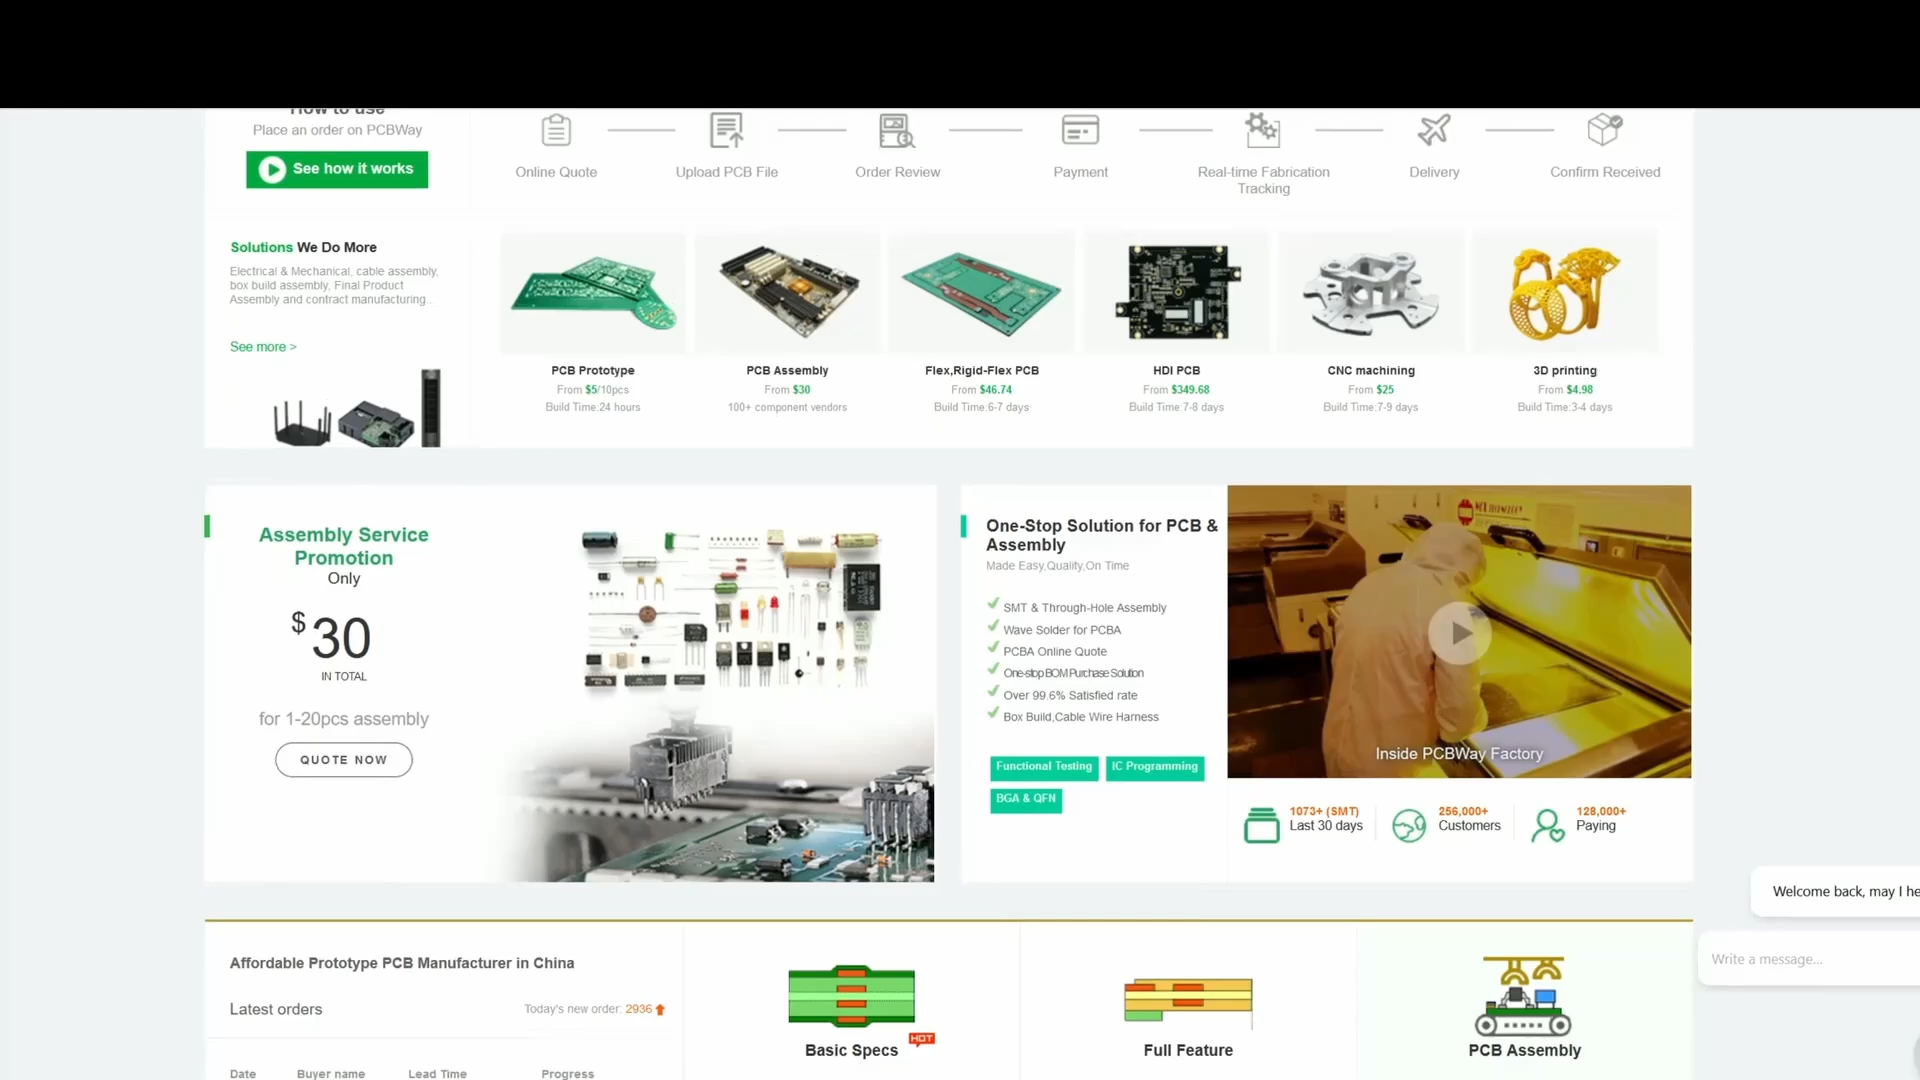 How to use
Place an order on PCBWay
See how it works
Online Quote
Upload PCB File
Order Review
Payment
Real-time Fabrication
Tracking
Delivery
Confirm Received
Solutions We Do More
Electrical & Mechanical, cable assembly,
box build assembly, Final Product
Assembly and contract manufacturing..
See more >
PCB Prototype
From $5/10pcs
Build Time:24 hours
PCB Assembly
From $30
100+ component vendors
Flex,Rigid-Flex PCB
From $46.74
Build Time:6-7 days
HDI PCB
From $349.68
Build Time:7-8 days
CNC machining
From $25
Build Time:7-9 days
3D printing
From $4.98
Build Time:3-4 days
Assembly Service
Promotion
Only
$30
IN TOTAL
for 1-20pcs assembly
QUOTE NOW
One-Stop Solution for PCB &
Assembly
Made Easy,Quality,On Time
SMT & Through-Hole Assembly
Wave Solder for PCBA
PCBA Online Quote
One-stop BOM Purchase Solution
Over 99.6% Satisfied rate
Box Build,Cable Wire Harness
Functional Testing
IC Programming
BGA & QFN
Inside PCBWay Factory
1073+ (SMT)
Last 30 days
256,000+
Customers
128,000+
Paying
Welcome back, may I he
Write a message...
Affordable Prototype PCB Manufacturer in China
Latest orders
Today's new order: 2936
Date Buyer name Lead Time Progress
HOT
Basic Specs
Full Feature
PCB Assembly